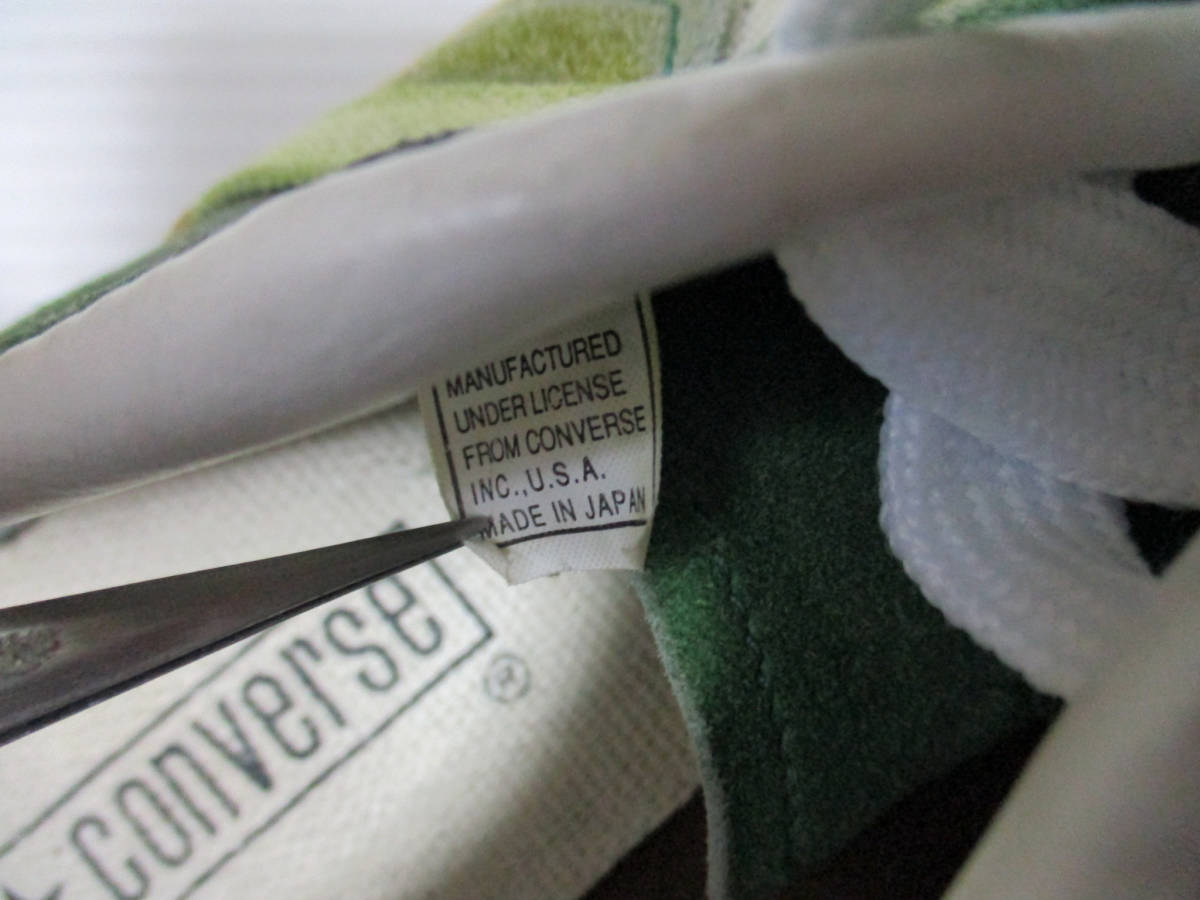 MANUFACTURED
UNDER LICENSE
FROM CONVERSE
INC.,U.S.A.
MADE IN JAPAN
converse®